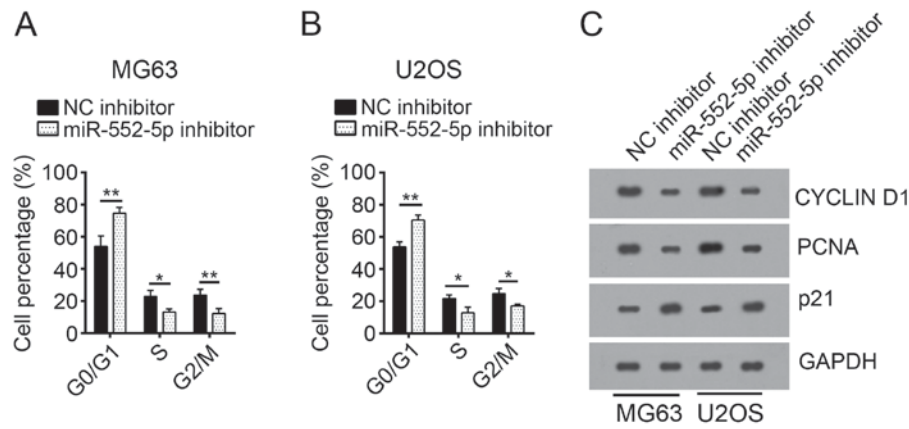 A
MG63
NC inhibitor
miR-552-5p inhibitor
Cell percentage (%)
100
80
60
40
20
0
**
*
**
G0/G1
S
G2/M
B
U2OS
NC inhibitor
miR-552-5p inhibitor
Cell percentage (%)
100
80
60
40
20
0
**
*
*
G0/G1
S
G2/M
C
NC inhibitor
miR-552-5p inhibitor
NC inhibitor
miR-552-5p inhibitor
CYCLIN D1
PCNA
p21
GAPDH
MG63
U2OS